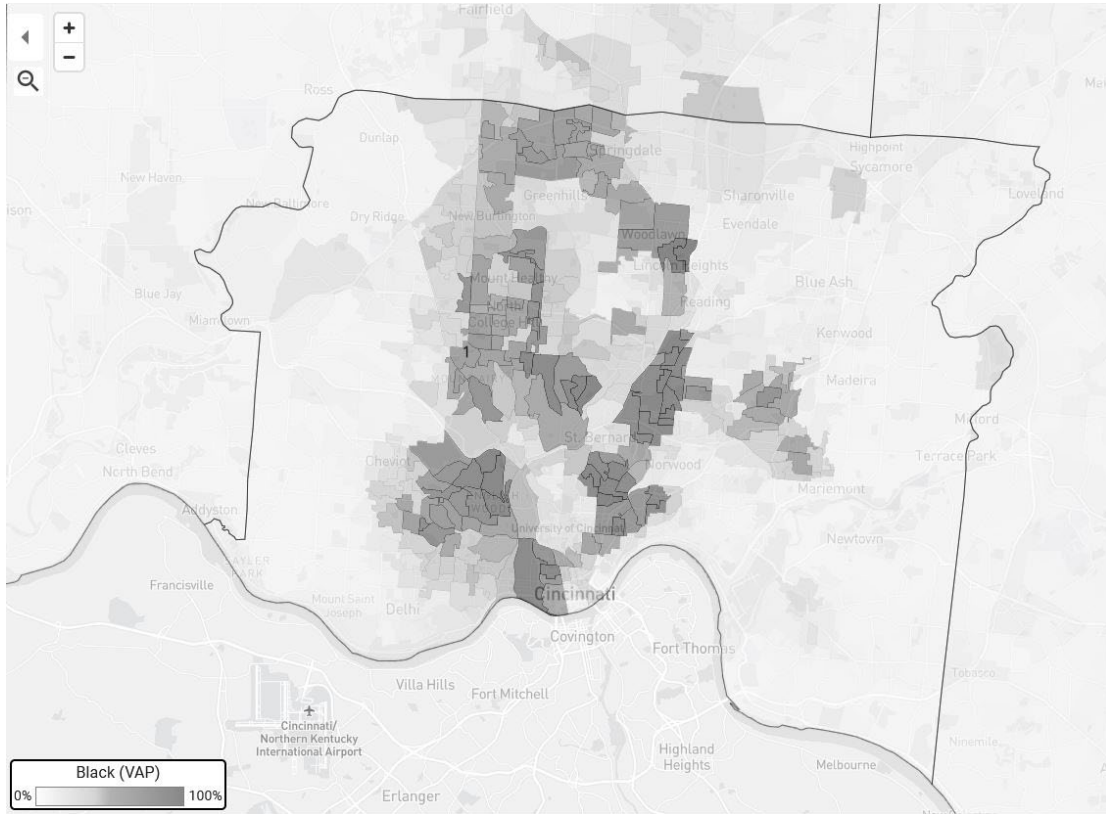 Fairfield
+
−
Ross
Dunlap
Springdale
Highpoint
Sycamore
New Haven
New Baltimore
Greenhills
Sharonville
Loveland
Dry Ridge
New Burlington
Evendale
Woodlawn
Lincoln Heights
Mount Healthy
Blue Ash
Blue Jay
Reading
Miamitown
North
College Hill
Kenwood
1
Madeira
Milford
Cleves
St. Bernard
Terrace Park
North Bend
Cheviot
Norwood
Mariemont
Addyston
University of Cincinnati
Newtown
SAYLER
PARK
Francisville
Mount Saint
Joseph
Delhi
Cincinnati
Covington
Fort Thomas
Villa Hills
Fort Mitchell
Tobasco
Cincinnati/
Northern Kentucky
International Airport
Highland
Heights
Ninemile
Melbourne
Erlanger
Black (VAP)
0% 100%